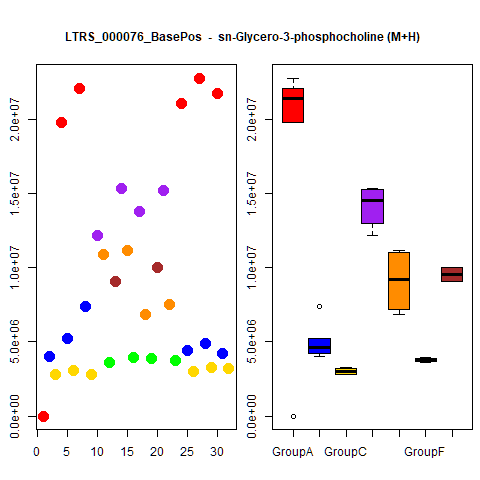 LTRS_000076_BasePos - sn-Glycero-3-phosphocholine (M+H)
2.0e+07
1.5e+07
1.0e+07
5.0e+06
0.0e+00
0 5 10 15 20 25 30
2.0e+07
1.5e+07
1.0e+07
5.0e+06
0.0e+00
GroupA GroupC GroupF